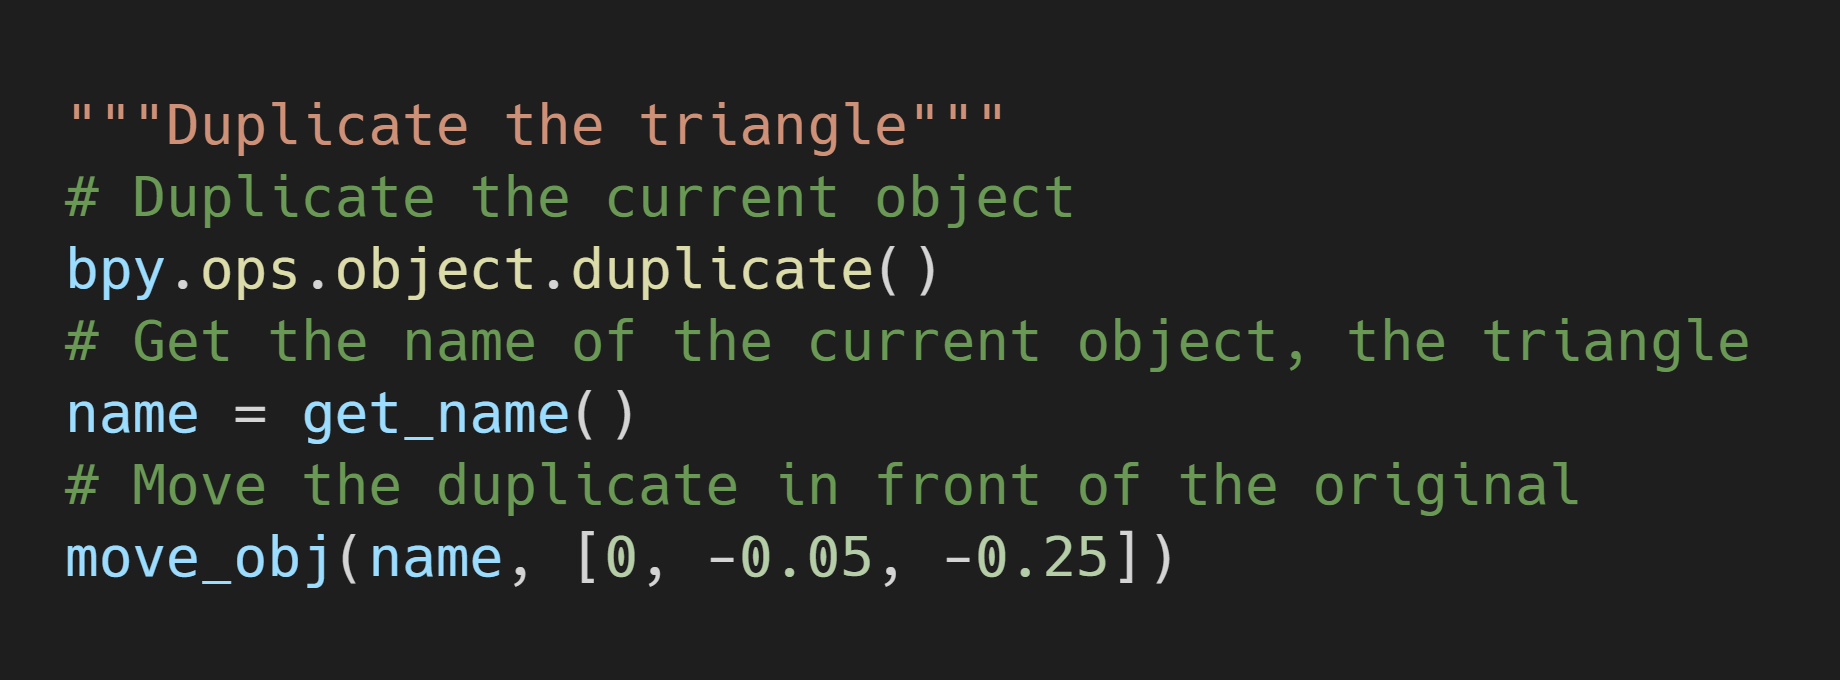 """Duplicate the triangle"""
# Duplicate the current object
bpy.ops.object.duplicate()
# Get the name of the current object, the triangle
name = get_name()
# Move the duplicate in front of the original
move_obj(name, [0, -0.05, -0.25])